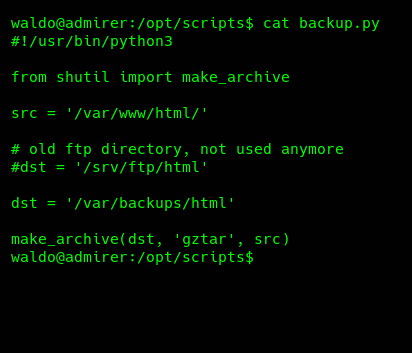 waldo@admirer:/opt/scripts$ cat backup.py
#!/usr/bin/python3
from shutil import make_archive
src = '/var/www/html/'
# old ftp directory, not used anymore
#dst = '/srv/ftp/html'
dst = '/var/backups/html'
make_archive(dst, 'gztar', src)
waldo@admirer:/opt/scripts$